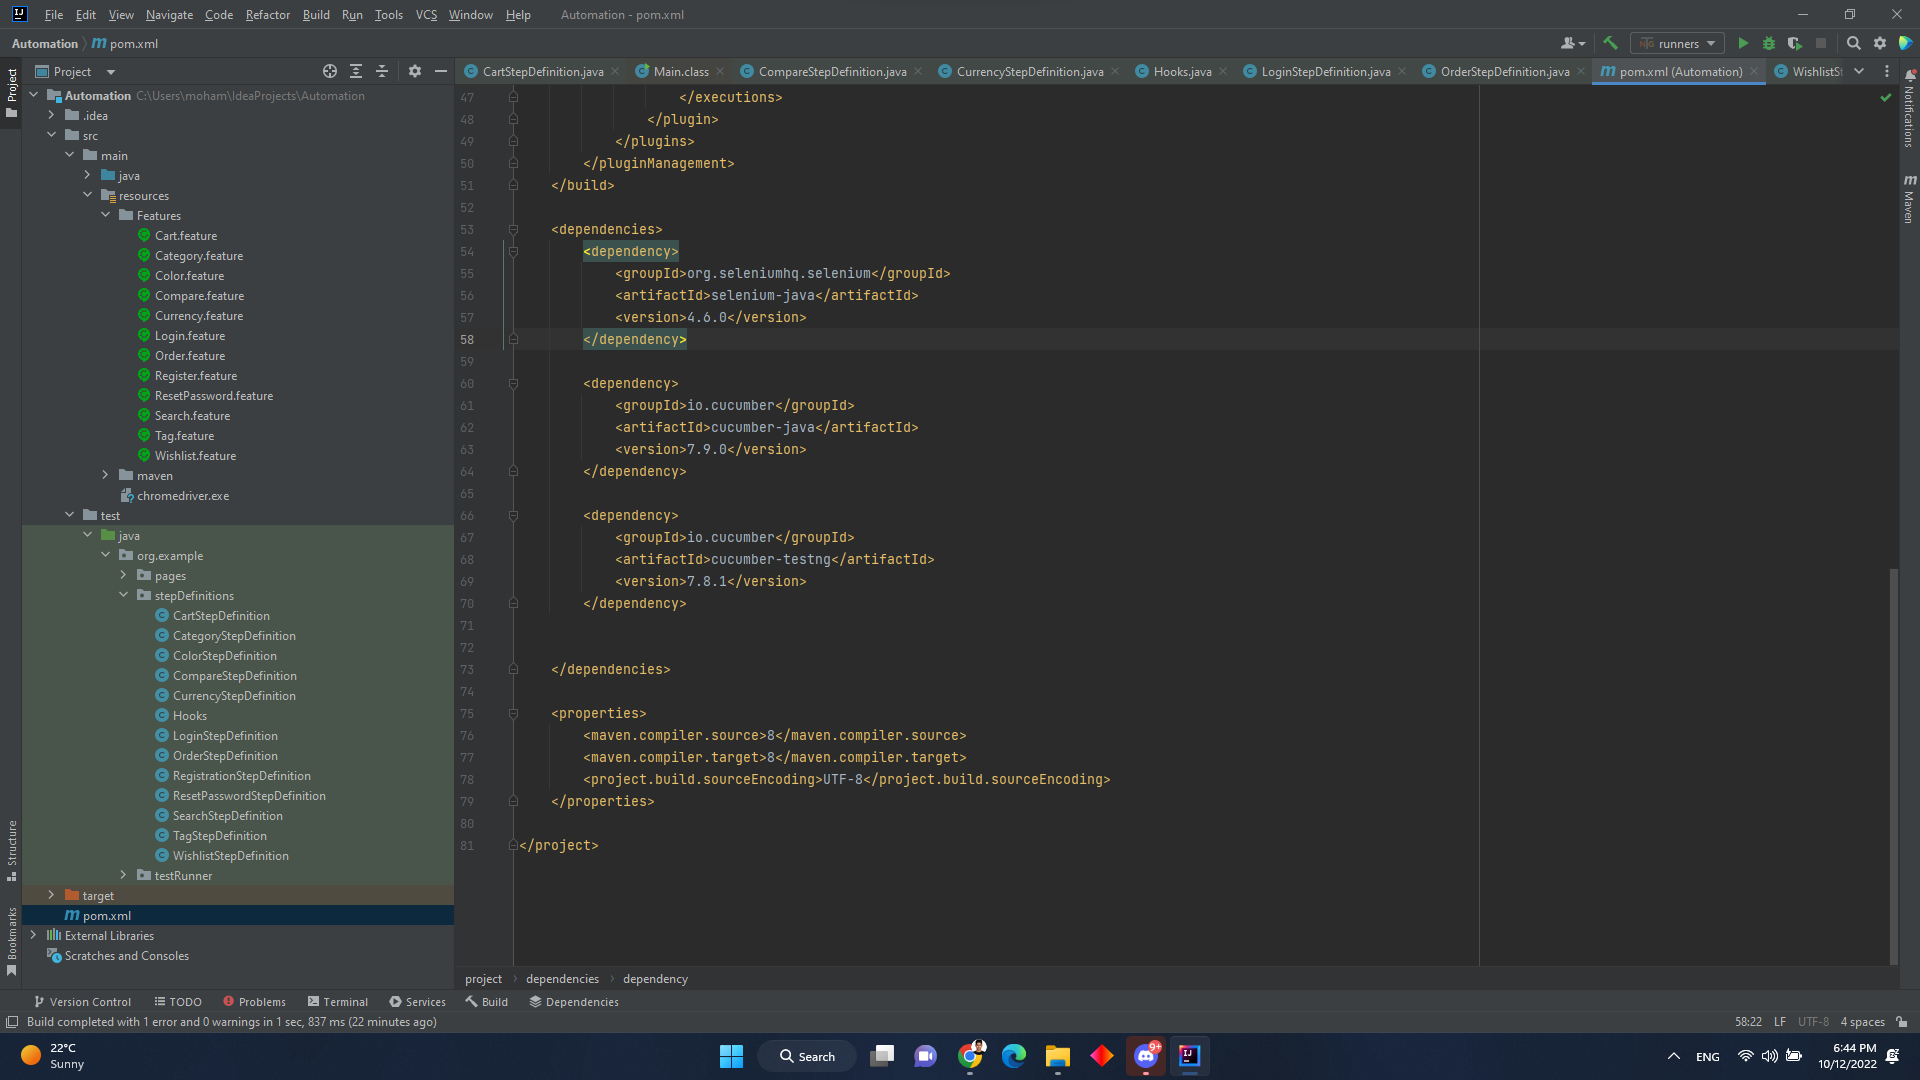 File Edit View Navigate Code Refactor Build Run Tools VCS Window Help Automation - pom.xml
Automation pom.xml
runners
Project
CartStepDefinition.java Main.class CompareStepDefinition.java CurrencyStepDefinition.java Hooks.java LoginStepDefinition.java OrderStepDefinition.java pom.xml (Automation) WishlistSt
Project
Structure
Bookmarks
Notifications
Maven
Automation C:\Users\moham\IdeaProjects\Automation
.idea
src
main
java
resources
Features
Cart.feature
Category.feature
Color.feature
Compare.feature
Currency.feature
Login.feature
Order.feature
Register.feature
ResetPassword.feature
Search.feature
Tag.feature
Wishlist.feature
maven
chromedriver.exe
test
java
org.example
pages
stepDefinitions
CartStepDefinition
CategoryStepDefinition
ColorStepDefinition
CompareStepDefinition
CurrencyStepDefinition
Hooks
LoginStepDefinition
OrderStepDefinition
RegistrationStepDefinition
ResetPasswordStepDefinition
SearchStepDefinition
TagStepDefinition
WishlistStepDefinition
testRunner
target
pom.xml
External Libraries
Scratches and Consoles
47 </executions>
48 </plugin>
49 </plugins>
50 </pluginManagement>
51 </build>
52
53 <dependencies>
54 <dependency>
55 <groupId>org.seleniumhq.selenium</groupId>
56 <artifactId>selenium-java</artifactId>
57 <version>4.6.0</version>
58 </dependency>
59
60 <dependency>
61 <groupId>io.cucumber</groupId>
62 <artifactId>cucumber-java</artifactId>
63 <version>7.9.0</version>
64 </dependency>
65
66 <dependency>
67 <groupId>io.cucumber</groupId>
68 <artifactId>cucumber-testng</artifactId>
69 <version>7.8.1</version>
70 </dependency>
71
72
73 </dependencies>
74
75 <properties>
76 <maven.compiler.source>8</maven.compiler.source>
77 <maven.compiler.target>8</maven.compiler.target>
78 <project.build.sourceEncoding>UTF-8</project.build.sourceEncoding>
79 </properties>
80
81 </project>
project dependencies dependency
Version Control TODO Problems Terminal Services Build Dependencies
Build completed with 1 error and 0 warnings in 1 sec, 837 ms (22 minutes ago) 58:22 LF UTF-8 4 spaces
22°C
Sunny
Search
9+
ENG
6:44 PM
10/12/2022